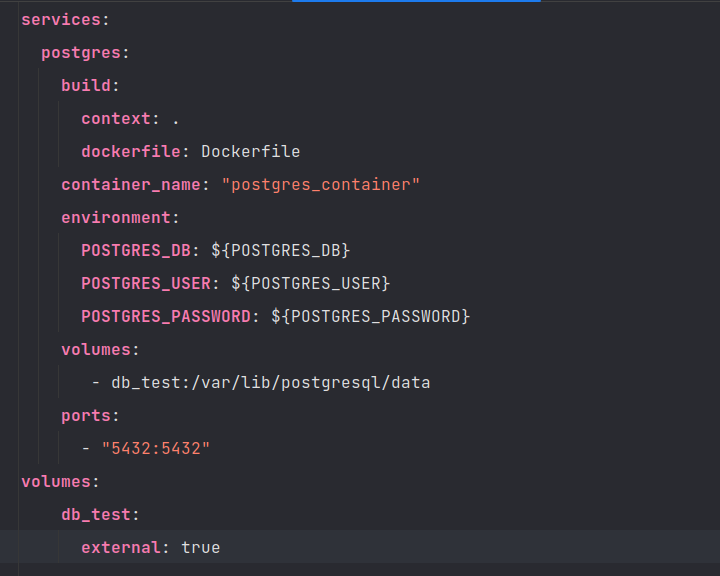 services:
  postgres:
    build:
      context: .
      dockerfile: Dockerfile
    container_name: "postgres_container"
    environment:
      POSTGRES_DB: ${POSTGRES_DB}
      POSTGRES_USER: ${POSTGRES_USER}
      POSTGRES_PASSWORD: ${POSTGRES_PASSWORD}
    volumes:
       - db_test:/var/lib/postgresql/data
    ports:
      - "5432:5432"
volumes:
    db_test:
      external: true